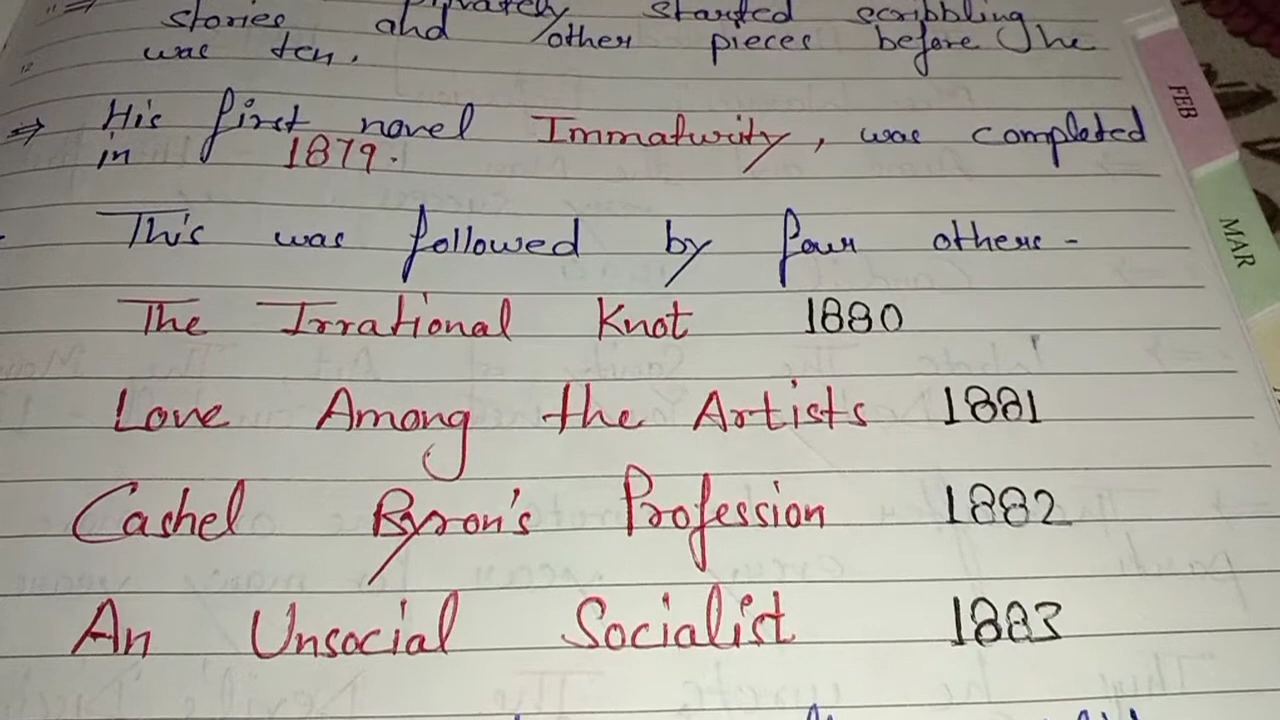 started scribbling
stories and other pieces before he
was ten.
⇒ His first novel Immaturity, was completed
in 1879.
This was followed by four others -
The Irrational Knot 1880
Love Among the Artists 1881
Cashel Byron's Profession 1882
An Unsocial Socialist 1883
FEB
MAR